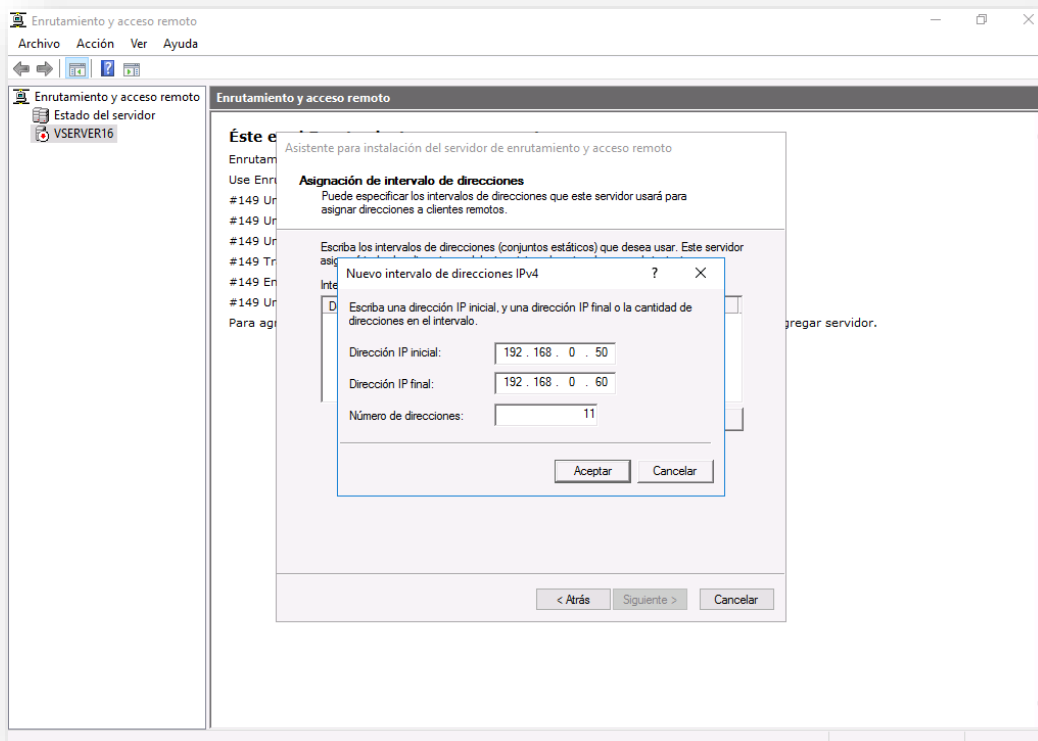 Enrutamiento y acceso remoto
Archivo Acción Ver Ayuda
Enrutamiento y acceso remoto
Estado del servidor
VSERVER16
Enrutamiento y acceso remoto
Éste e
Enrutam
Use Enru
#149 Un
#149 Un
#149 Un
#149 Tr
#149 En
#149 Un
Para agr
gregar servidor.
Asistente para instalación del servidor de enrutamiento y acceso remoto
Asignación de intervalo de direcciones
Puede especificar los intervalos de direcciones que este servidor usará para
asignar direcciones a clientes remotos.
Escriba los intervalos de direcciones (conjuntos estáticos) que desea usar. Este servidor
Inte
D
Nuevo intervalo de direcciones IPv4
Escriba una dirección IP inicial, y una dirección IP final o la cantidad de
direcciones en el intervalo.
Dirección IP inicial: 192 . 168 . 0 . 50
Dirección IP final: 192 . 168 . 0 . 60
Número de direcciones: 11
Aceptar Cancelar
< Atrás Siguiente > Cancelar